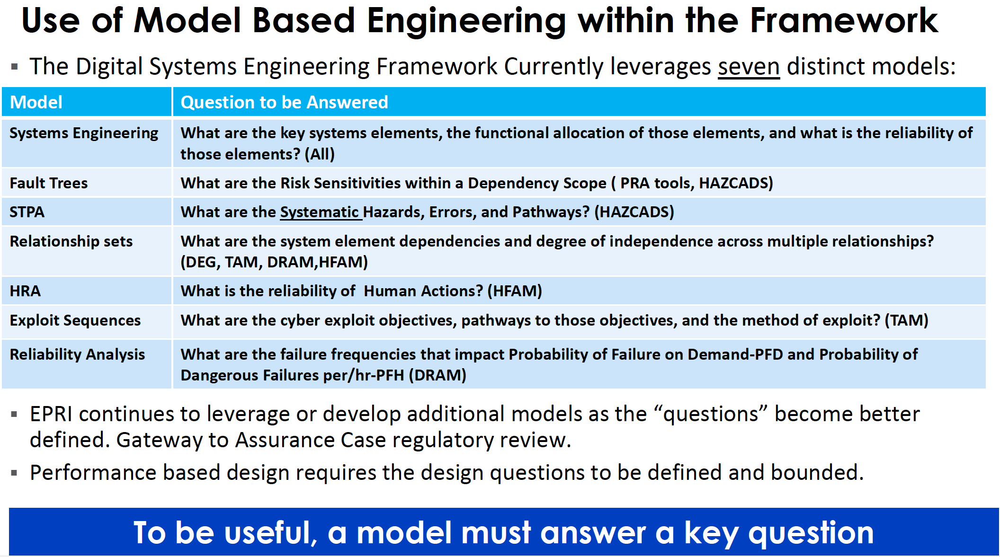 Use of Model Based Engineering within the Framework
▪ The Digital Systems Engineering Framework Currently leverages seven distinct models:
Model
Question to be Answered
Systems Engineering
What are the key systems elements, the functional allocation of those elements, and what is the reliability of
those elements? (All)
Fault Trees
What are the Risk Sensitivities within a Dependency Scope ( PRA tools, HAZCADS)
STPA
What are the Systematic Hazards, Errors, and Pathways? (HAZCADS)
Relationship sets
What are the system element dependencies and degree of independence across multiple relationships?
(DEG, TAM, DRAM,HFAM)
HRA
What is the reliability of  Human Actions? (HFAM)
Exploit Sequences
What are the cyber exploit objectives, pathways to those objectives, and the method of exploit? (TAM)
Reliability Analysis
What are the failure frequencies that impact Probability of Failure on Demand-PFD and Probability of
Dangerous Failures per/hr-PFH (DRAM)
▪ EPRI continues to leverage or develop additional models as the “questions” become better
defined. Gateway to Assurance Case regulatory review.
▪ Performance based design requires the design questions to be defined and bounded.
To be useful, a model must answer a key question